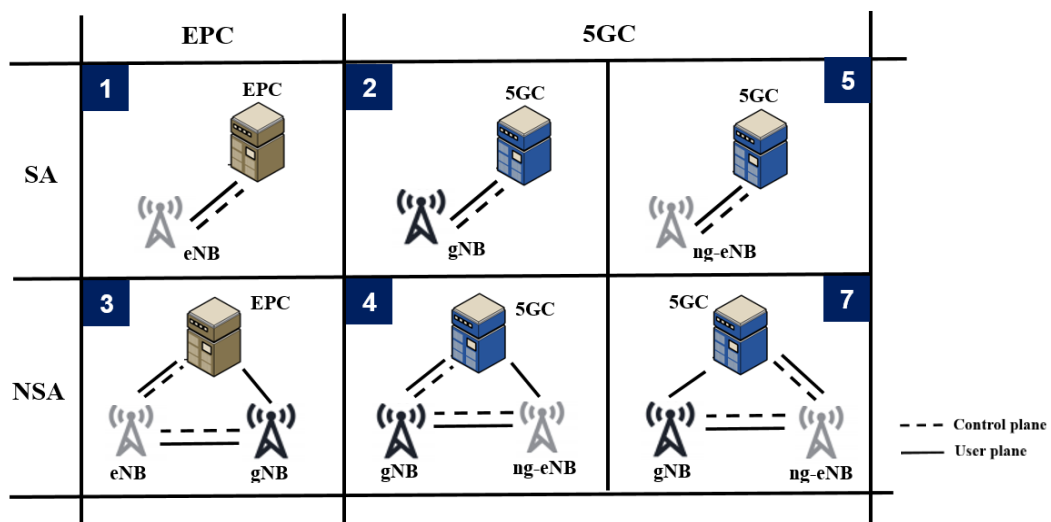 EPC
5GC
SA
1
EPC
eNB
2
5GC
gNB
5
5GC
ng-eNB
NSA
3
EPC
eNB
gNB
4
5GC
gNB
ng-eNB
7
5GC
gNB
ng-eNB
Control plane
User plane